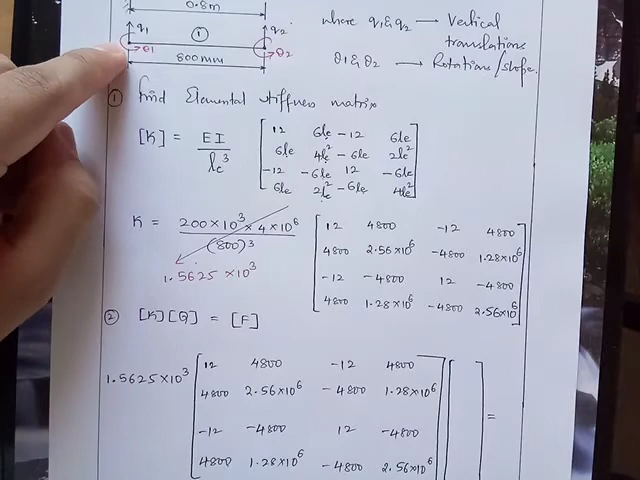 0.8m
q1 ① q2
θ1 θ2
800mm
where q1 & q2 → Vertical
translations
θ1 & θ2 → Rotations/slope.
① find Elemental stiffness matrix
[K] = EI/le³ [12 6le -12 6le
6le 4le² -6le 2le²
-12 -6le 12 -6le
6le 2le² -6le 4le²]
K = 200×10³ × 4×10⁶/(800)³ [12 4800 -12 4800
4800 2.56×10⁶ -4800 1.28×10⁶
-12 -4800 12 -4800
4800 1.28×10⁶ -4800 2.56×10⁶]
1.5625 ×10³
② [K][Q] = [F]
1.5625×10³ [12 4800 -12 4800
4800 2.56×10⁶ -4800 1.28×10⁶
-12 -4800 12 -4800
4800 1.28×10⁶ -4800 2.56×10⁶] [ ] =